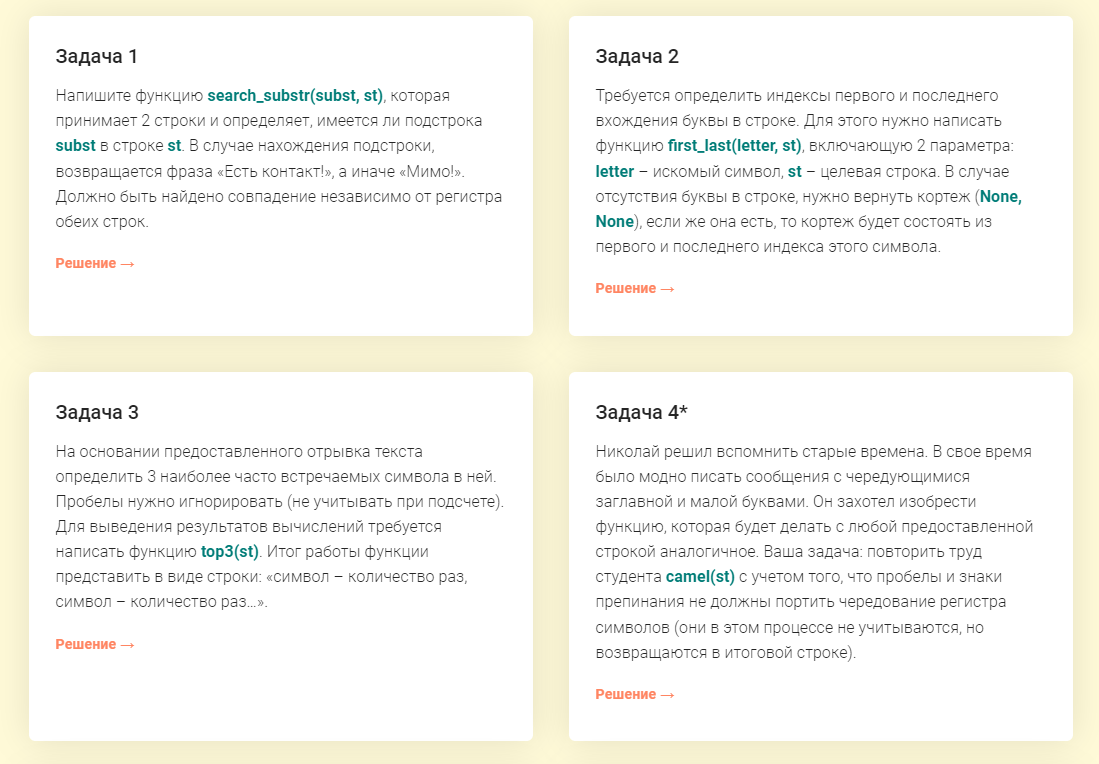 Задача 1
Напишите функцию search_substr(subst, st), которая
принимает 2 строки и определяет, имеется ли подстрока
subst в строке st. В случае нахождения подстроки,
возвращается фраза «Есть контакт!», а иначе «Мимо!».
Должно быть найдено совпадение независимо от регистра
обеих строк.
Решение →
Задача 2
Требуется определить индексы первого и последнего
вхождения буквы в строке. Для этого нужно написать
функцию first_last(letter, st), включающую 2 параметра:
letter – искомый символ, st – целевая строка. В случае
отсутствия буквы в строке, нужно вернуть кортеж (None,
None), если же она есть, то кортеж будет состоять из
первого и последнего индекса этого символа.
Решение →
Задача 3
На основании предоставленного отрывка текста
определить 3 наиболее часто встречаемых символа в ней.
Пробелы нужно игнорировать (не учитывать при подсчете).
Для выведения результатов вычислений требуется
написать функцию top3(st). Итог работы функции
представить в виде строки: «символ – количество раз,
символ – количество раз…».
Решение →
Задача 4*
Николай решил вспомнить старые времена. В свое время
было модно писать сообщения с чередующимися
заглавной и малой буквами. Он захотел изобрести
функцию, которая будет делать с любой предоставленной
строкой аналогичное. Ваша задача: повторить труд
студента camel(st) с учетом того, что пробелы и знаки
препинания не должны портить чередование регистра
символов (они в этом процессе не учитываются, но
возвращаются в итоговой строке).
Решение →